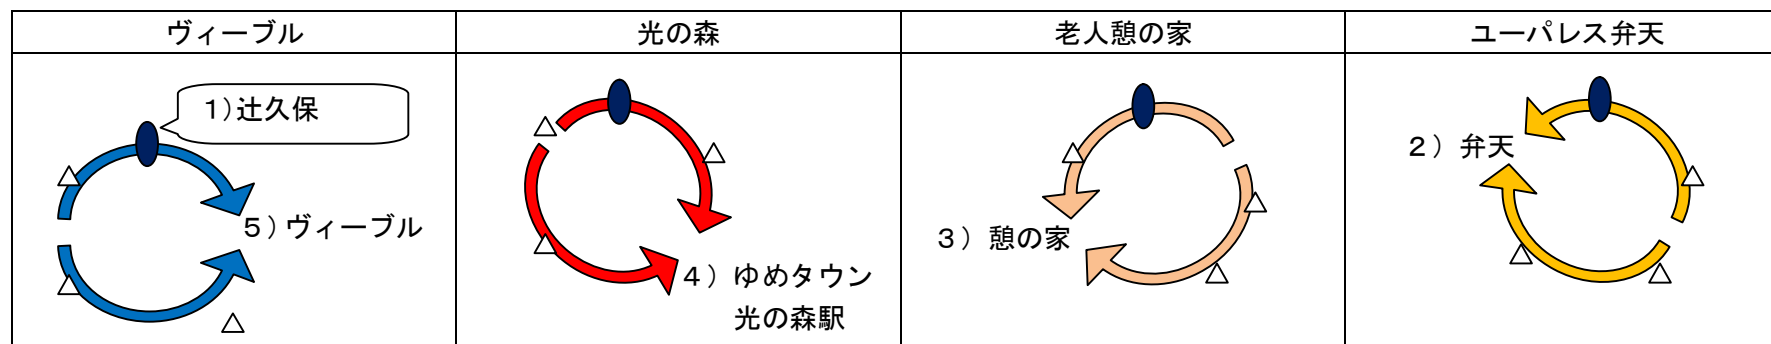 ヴィーブル
光の森
老人憩の家
ユーパレス弁天
1)辻久保
5)ヴィーブル
4)ゆめタウン
光の森駅
3)憩の家
2)弁天